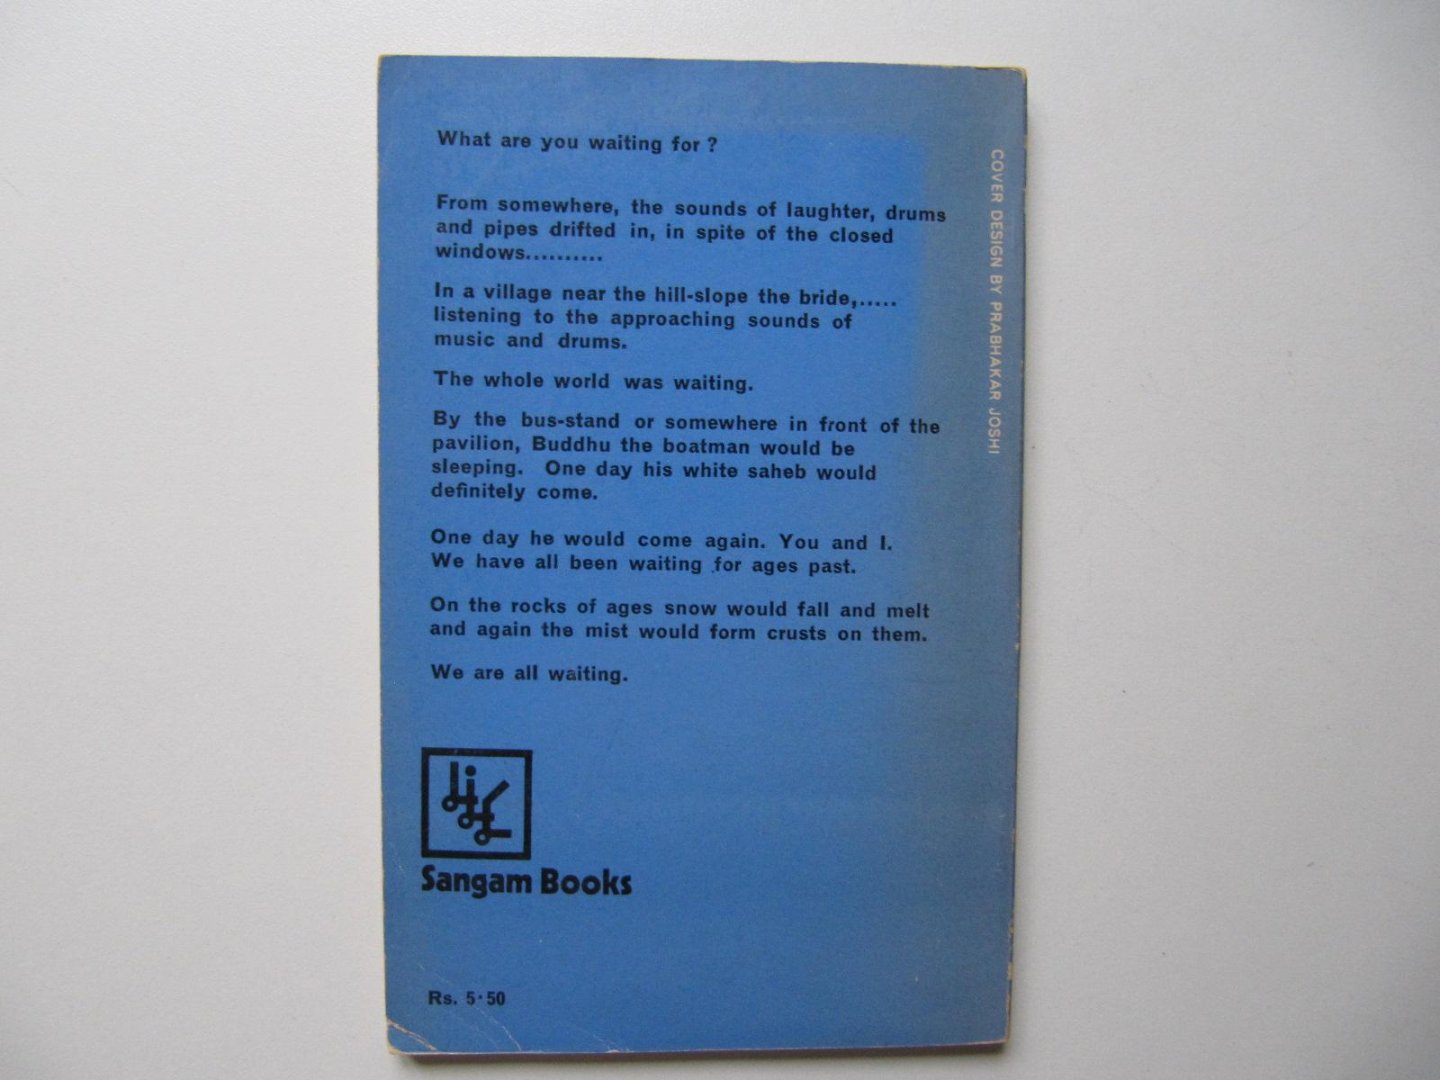 What are you waiting for ?
From somewhere, the sounds of laughter, drums
and pipes drifted in, in spite of the closed
windows..........
In a village near the hill-slope the bride,.....
listening to the approaching sounds of
music and drums.
The whole world was waiting.
By the bus-stand or somewhere in front of the
pavilion, Buddhu the boatman would be
sleeping. One day his white saheb would
definitely come.
One day he would come again. You and I.
We have all been waiting for ages past.
On the rocks of ages snow would fall and melt
and again the mist would form crusts on them.
We are all waiting.
Sangam Books
Rs. 5·50
COVER DESIGN BY PRABHAKAR JOSHI